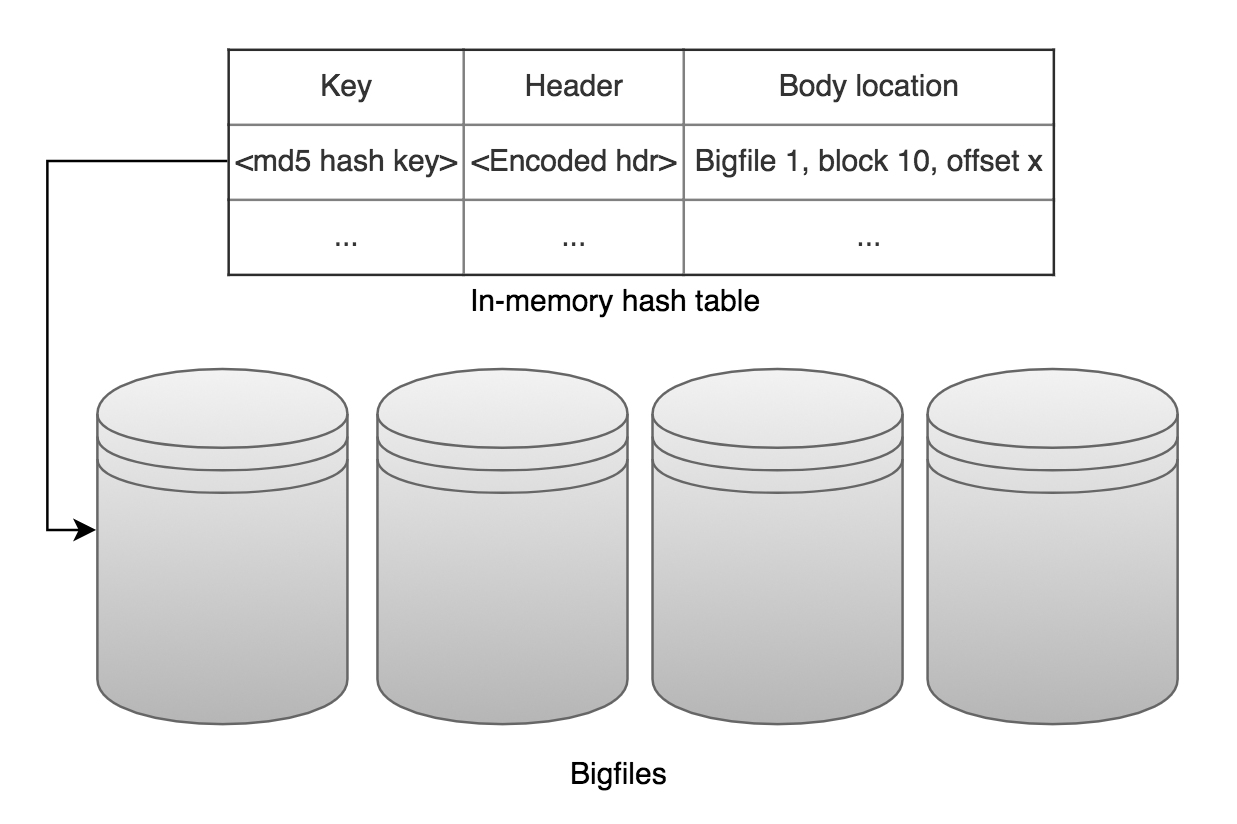 Key Header Body location
<md5 hash key> <Encoded hdr> Bigfile 1, block 10, offset x
... ... ...
In-memory hash table
Bigfiles